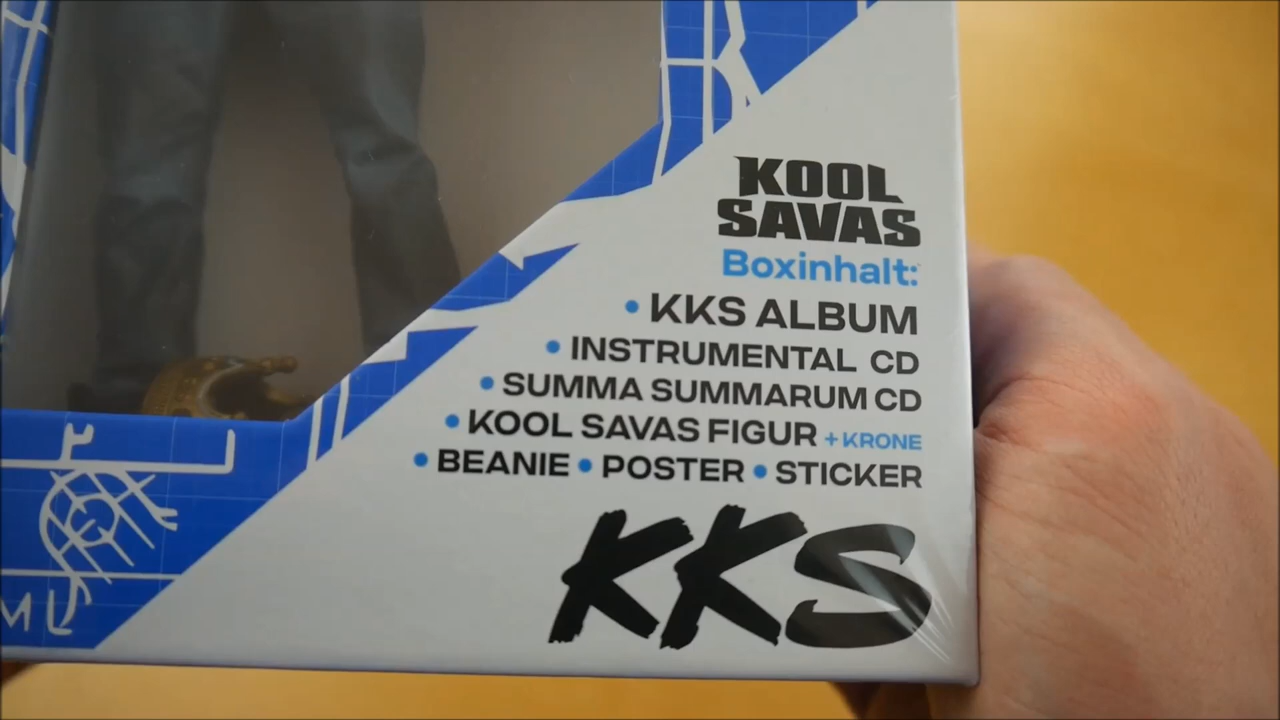 KOOL
SAVAS
Boxinhalt:
• KKS ALBUM
• INSTRUMENTAL CD
• SUMMA SUMMARUM CD
• KOOL SAVAS FIGUR + KRONE
• BEANIE • POSTER • STICKER
KKS